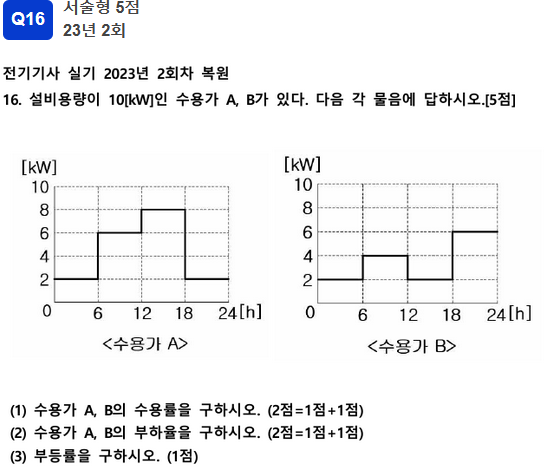 Q16
서술형 5점
23년 2회
전기기사 실기 2023년 2회차 복원
16. 설비용량이 10[kW]인 수용가 A, B가 있다. 다음 각 물음에 답하시오.[5점]
[kW]
10
8
6
4
2
0 6 12 18 24[h]
<수용가 A>
[kW]
10
8
6
4
2
0 6 12 18 24[h]
<수용가 B>
(1) 수용가 A, B의 수용률을 구하시오. (2점=1점+1점)
(2) 수용가 A, B의 부하율을 구하시오. (2점=1점+1점)
(3) 부등률을 구하시오. (1점)